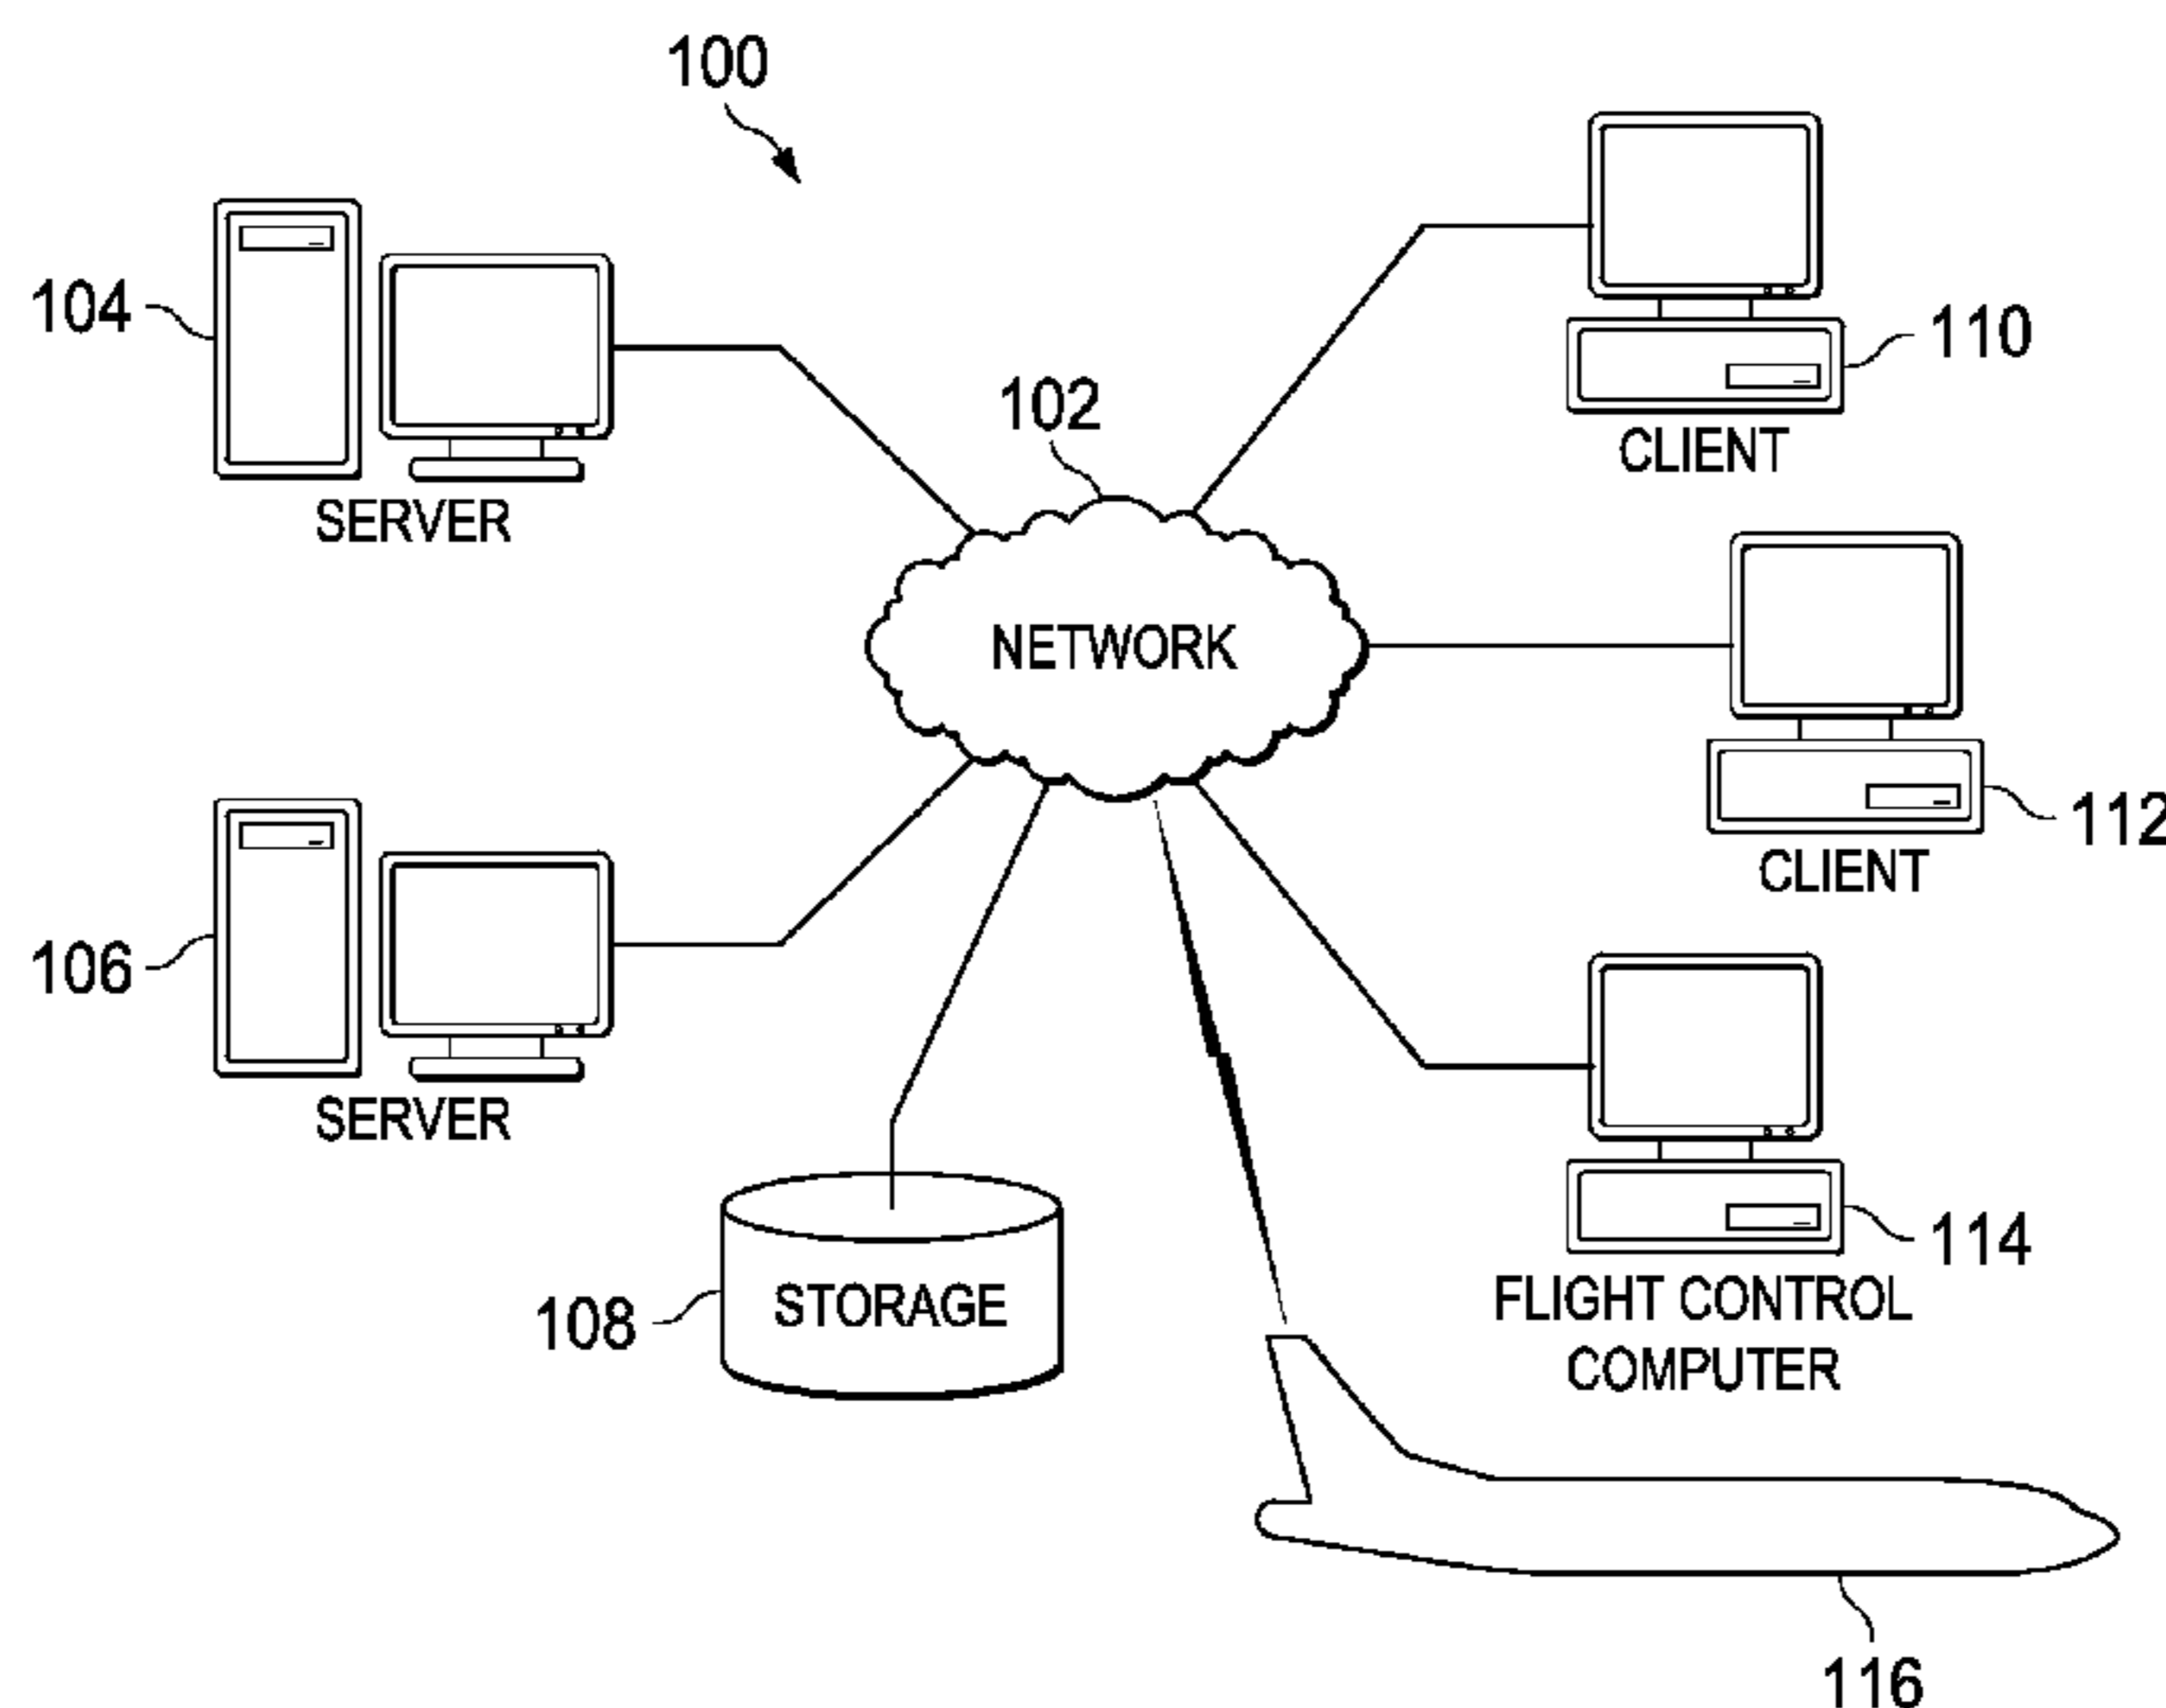 100
104
SERVER
110
CLIENT
102
NETWORK
112
CLIENT
106
SERVER
108
STORAGE
114
FLIGHT CONTROL
COMPUTER
116